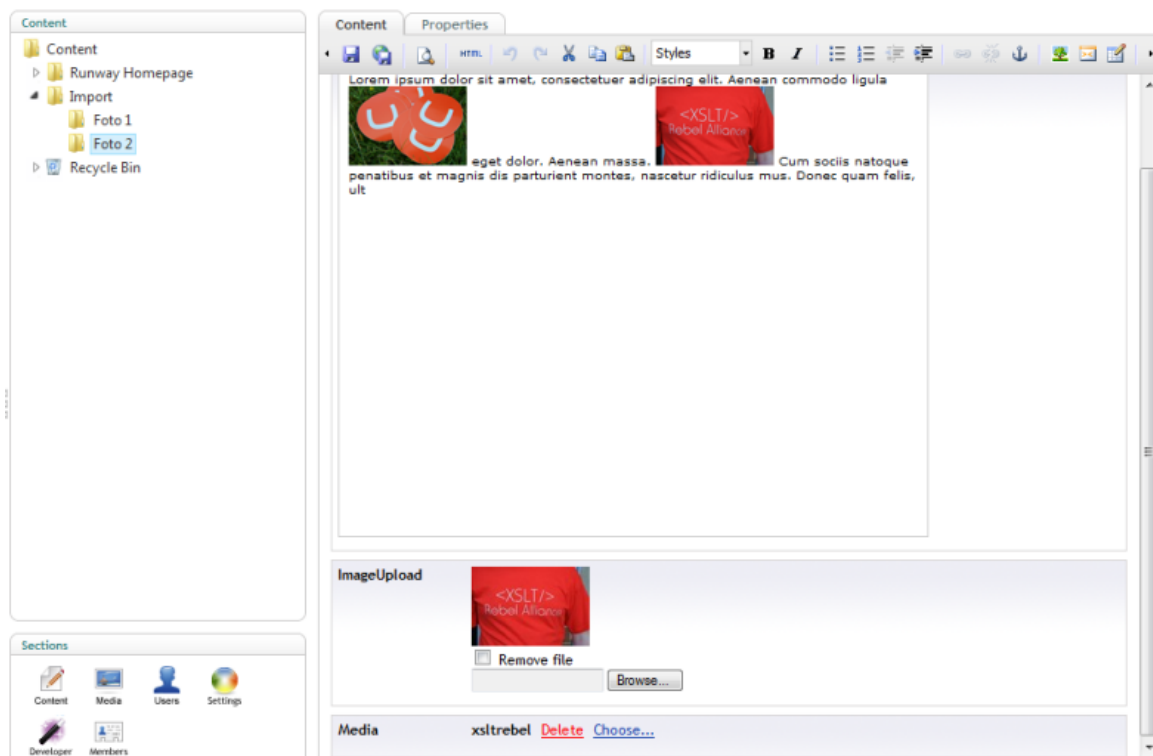 Content
Content
Runway Homepage
Import
Foto 1
Foto 2
Recycle Bin
Sections
Content
Media
Users
Settings
Developer
Members
Content
Properties
HTML
Styles
B
I
Lorem ipsum dolor sit amet, consectetuer adipiscing elit. Aenean commodo ligula
<XSLT/>
Rebel Alliance
eget dolor. Aenean massa. Cum sociis natoque
penatibus et magnis dis parturient montes, nascetur ridiculus mus. Donec quam felis,
ult
ImageUpload
<XSLT/>
Rebel Alliance
Remove file
Browse...
Media xsltrebel Delete Choose...